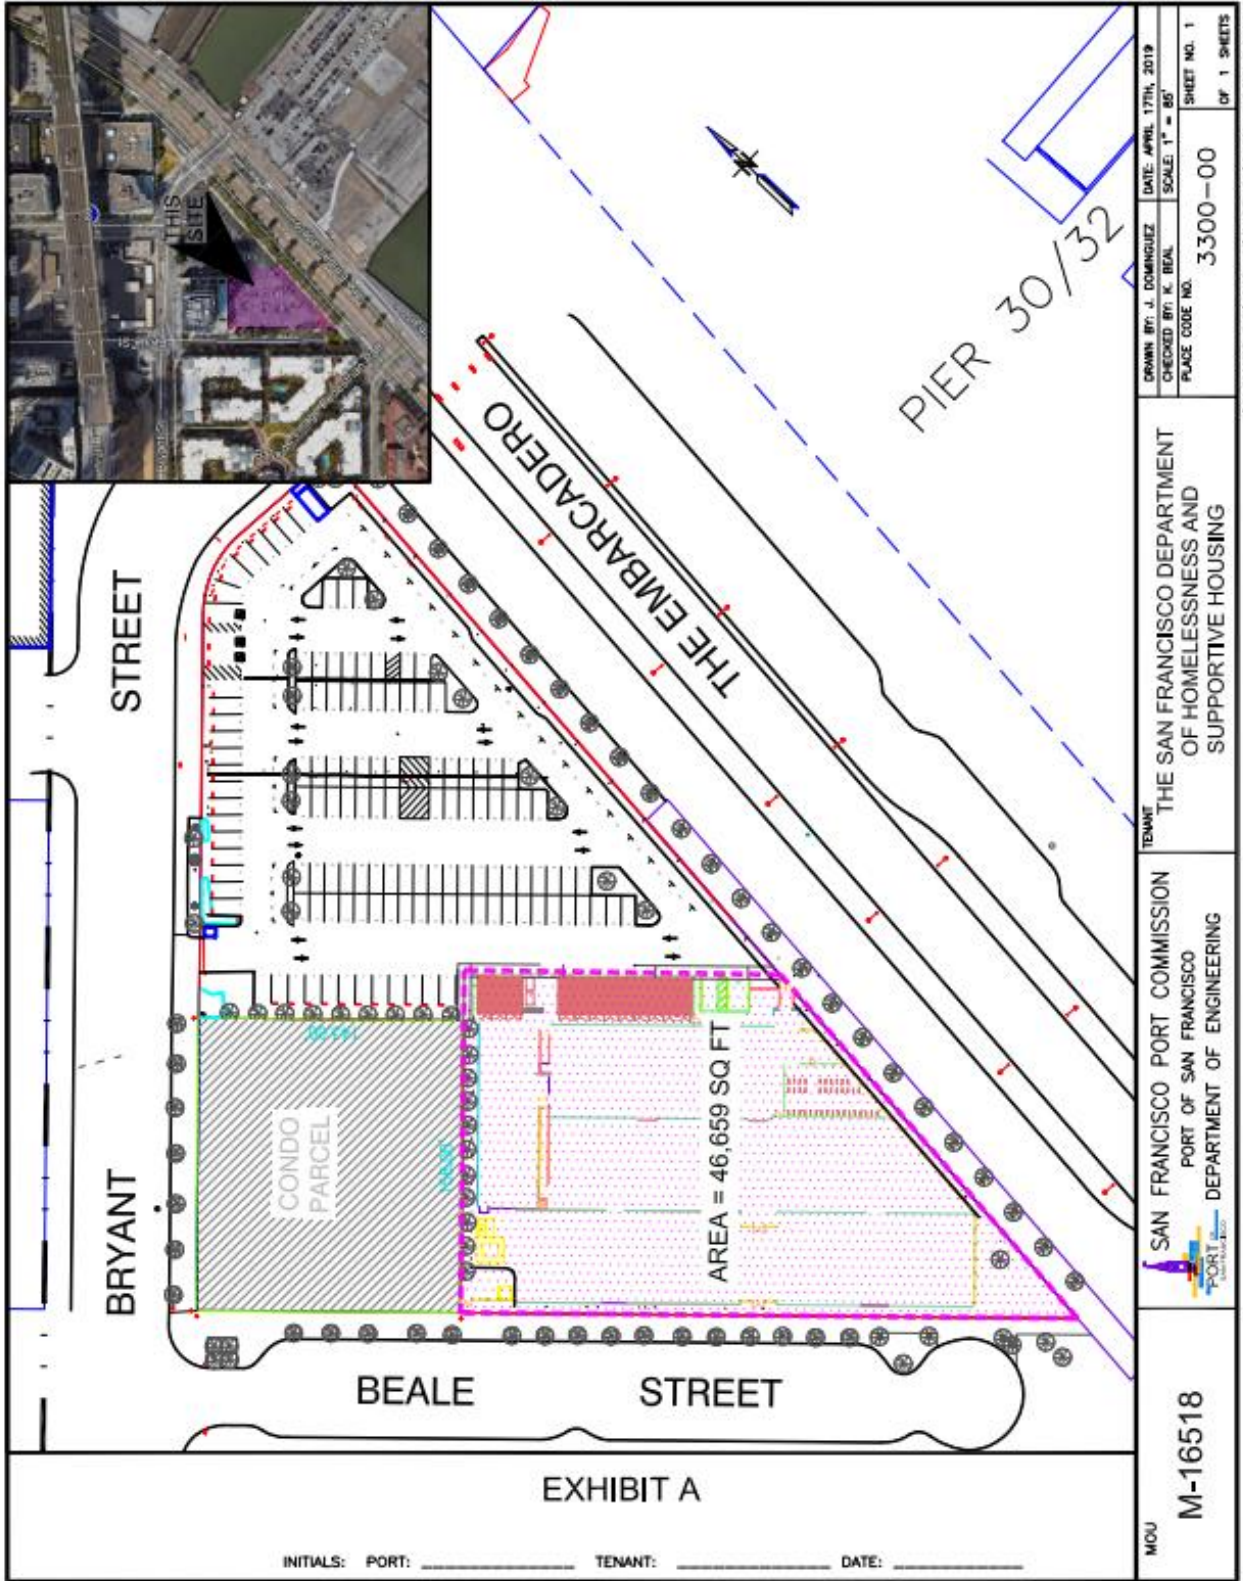 THIS
SITE
STREET
BRYANT
THE EMBARCADERO
PIER 30/32
CONDO
PARCEL
AREA = 46,659 SQ FT
BEALE STREET
EXHIBIT A
INITIALS: PORT: TENANT: DATE:
DRAWN BY: J. DOMINGUEZ
DATE: APRIL 17TH, 2019
CHECKED BY: K. BEAL
SCALE: 1" = 85'
PLACE CODE NO.
3300-00
SHEET NO. 1
OF 1 SHEETS
TENANT
THE SAN FRANCISCO DEPARTMENT
OF HOMELESSNESS AND
SUPPORTIVE HOUSING
SAN FRANCISCO PORT COMMISSION
PORT OF SAN FRANCISCO
DEPARTMENT OF ENGINEERING
PORT
SAN FRANCISCO
MOU
M-16518